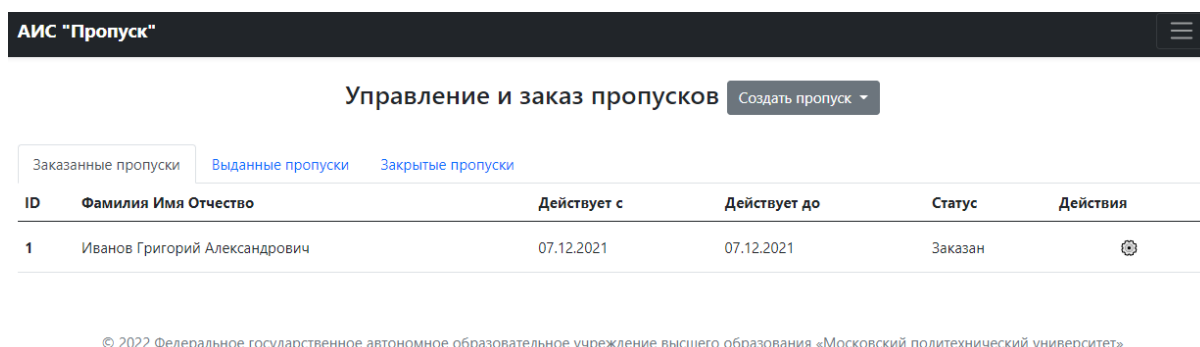 АИС "Пропуск"
Управление и заказ пропусков Создать пропуск
Заказанные пропуски Выданные пропуски Закрытые пропуски
ID Фамилия Имя Отчество Действует с Действует до Статус Действия
1 Иванов Григорий Александрович 07.12.2021 07.12.2021 Заказан
© 2022 Федеральное государственное автономное образовательное учреждение высшего образования «Московский политехнический университет»